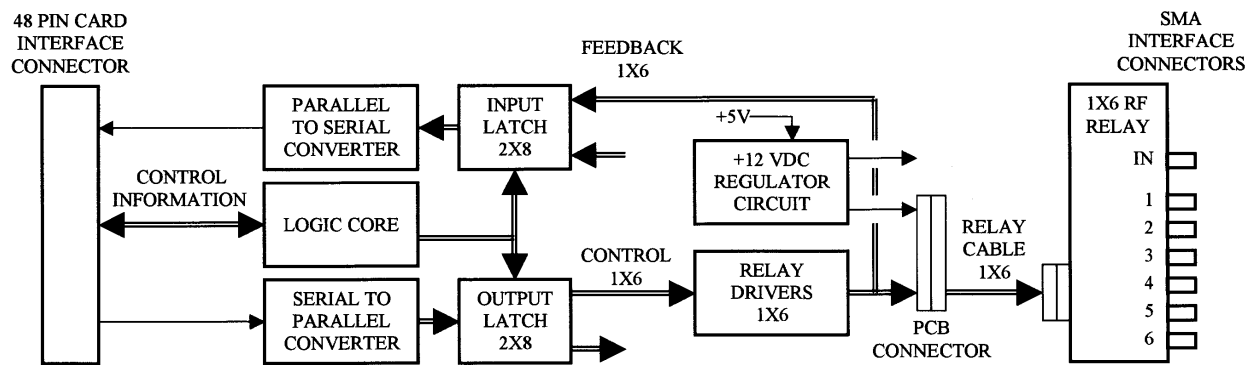 48 PIN CARD
INTERFACE
CONNECTOR
PARALLEL
TO SERIAL
CONVERTER
INPUT
LATCH
2X8
FEEDBACK
1X6
+5V
+12 VDC
REGULATOR
CIRCUIT
SMA
INTERFACE
CONNECTORS
1X6 RF
RELAY
IN
1
2
3
4
5
6
CONTROL
INFORMATION
LOGIC CORE
SERIAL TO
PARALLEL
CONVERTER
OUTPUT
LATCH
2X8
CONTROL
1X6
RELAY
DRIVERS
1X6
PCB
CONNECTOR
RELAY
CABLE
1X6